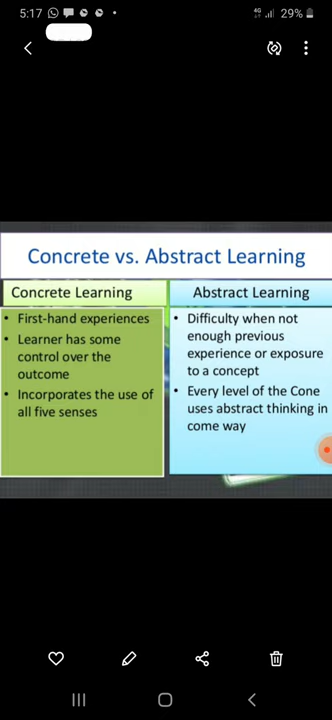 5:17
4G
29%
Concrete vs. Abstract Learning
Concrete Learning
• First-hand experiences
• Learner has some
control over the
outcome
• Incorporates the use of
all five senses
Abstract Learning
• Difficulty when not
enough previous
experience or exposure
to a concept
• Every level of the Cone
uses abstract thinking in
come way